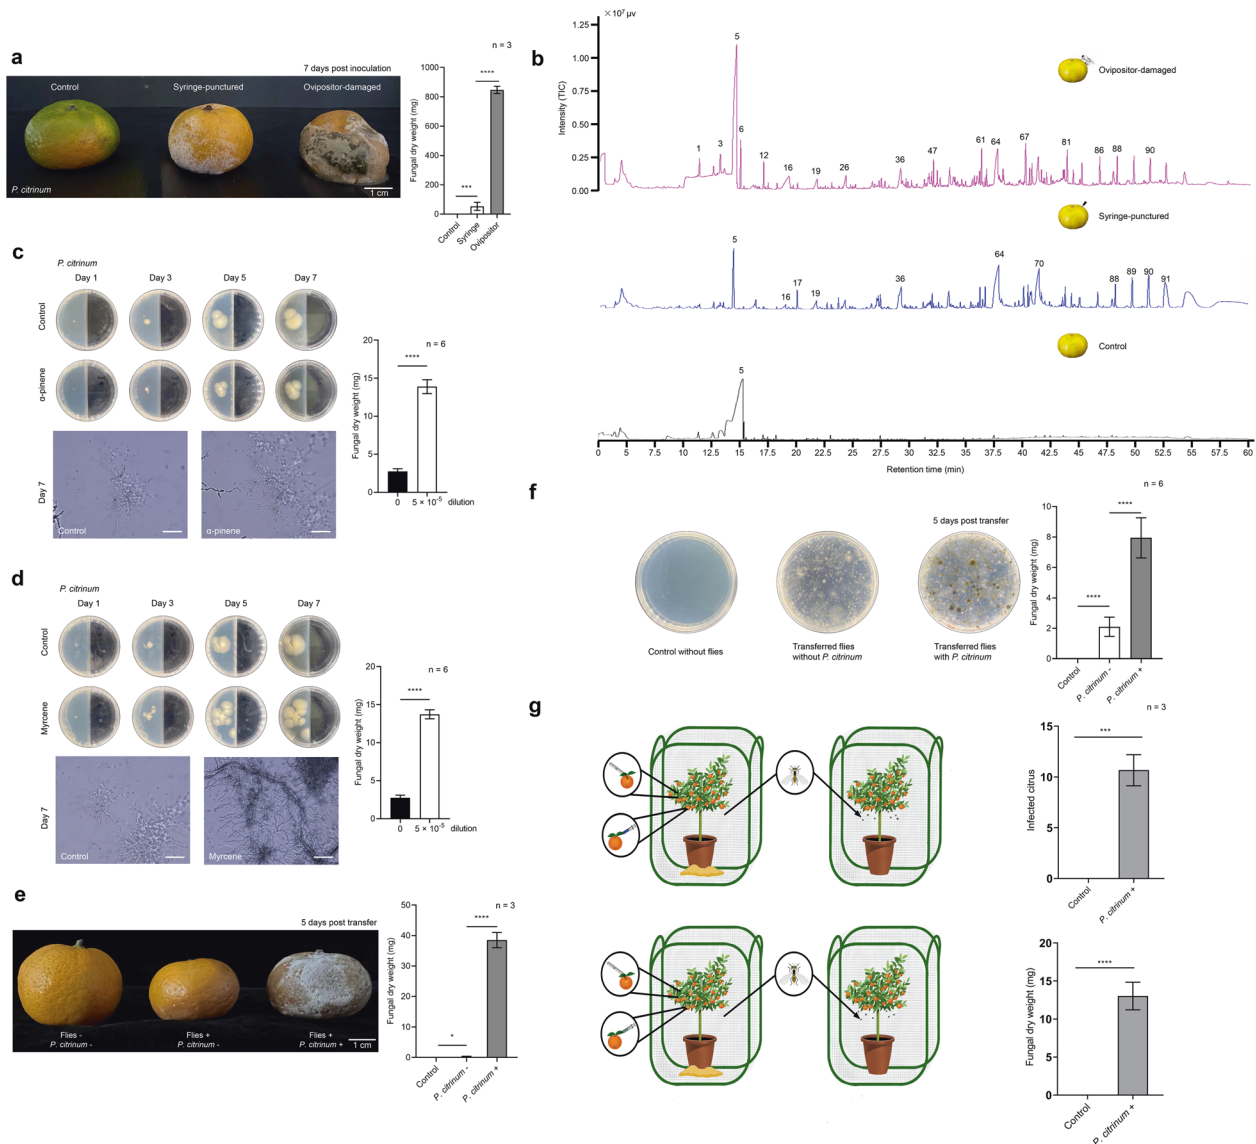 a
7 days post inoculation
Control
Syringe-punctured
Ovipositor-damaged
P. citrinum
1 cm
n = 3
Fungal dry weight (mg)
1000
800
600
400
200
0
***
****
Control
Syringe
Ovipositor
b
×10⁷ μv
Intensity (TIC)
1.25
1.00
0.75
0.50
0.25
0.00
5
6
1
3
12
16
19
26
36
47
61
64
67
81
86
88
90
Ovipositor-damaged
Syringe-punctured
5
16
17
19
36
64
70
88
89
90
91
Control
5
0
2.5
5
7.5
10
12.5
15
17.5
20
22.5
25
27.5
30
32.5
35
37.5
40
42.5
45
47.5
50
52.5
55
57.5
60
Retention time (min)
c
P. citrinum
Day 1
Day 3
Day 5
Day 7
Control
α-pinene
Day 7
Control
α-pinene
n = 6
Fungal dry weight (mg)
20
15
10
5
0
****
0
5 × 10⁻⁵
dilution
d
P. citrinum
Day 1
Day 3
Day 5
Day 7
Control
Myrcene
Day 7
Control
Myrcene
n = 6
Fungal dry weight (mg)
20
15
10
5
0
****
0
5 × 10⁻⁵
dilution
e
5 days post transfer
Flies -
P. citrinum -
Flies +
P. citrinum -
Flies +
P. citrinum +
1 cm
n = 3
Fungal dry weight (mg)
50
40
30
20
10
0
*
****
Control
P. citrinum -
P. citrinum +
f
5 days post transfer
Control without flies
Transferred flies
without P. citrinum
Transferred flies
with P. citrinum
n = 6
Fungal dry weight (mg)
10
8
6
4
2
0
****
****
Control
P. citrinum -
P. citrinum +
g
n = 3
Infected citrus
15
10
5
0
***
Control
P. citrinum +
Fungal dry weight (mg)
20
15
10
5
0
****
Control
P. citrinum +